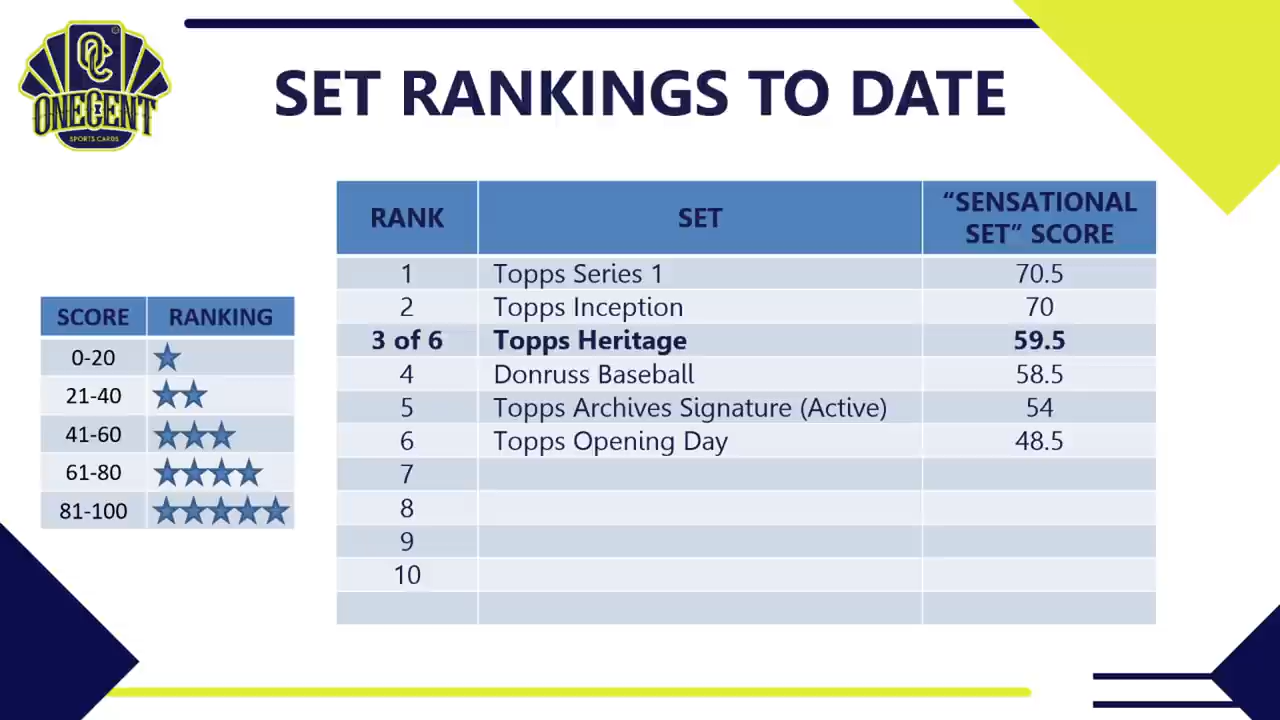 OC
ONECENT
SPORTS CARDS
SET RANKINGS TO DATE
SCORE RANKING
0-20
21-40
41-60
61-80
81-100
RANK SET “SENSATIONAL SET” SCORE
1 Topps Series 1 70.5
2 Topps Inception 70
3 of 6 Topps Heritage 59.5
4 Donruss Baseball 58.5
5 Topps Archives Signature (Active) 54
6 Topps Opening Day 48.5
7
8
9
10